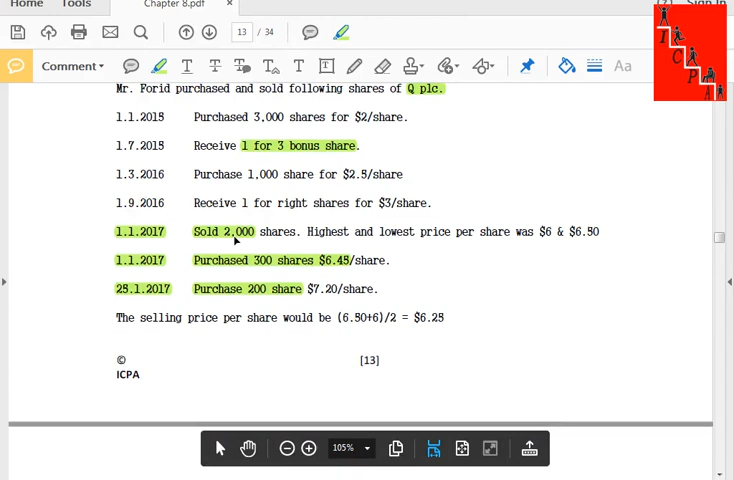 Home Tools Chapter 8.pdf × Sign In
13 / 34
Comment Aa
I
C
P
A
Mr. Forid purchased and sold following shares of Q plc.
1.1.2015 Purchased 3,000 shares for $2/share.
1.7.2015 Receive 1 for 3 bonus share.
1.3.2016 Purchase 1,000 share for $2.5/share
1.9.2016 Receive 1 for right shares for $3/share.
1.1.2017 Sold 2,000 shares. Highest and lowest price per share was $6 & $6.50
1.1.2017 Purchased 300 shares $6.45/share.
25.1.2017 Purchase 200 share $7.20/share.
The selling price per share would be (6.50+6)/2 = $6.25
© [13]
ICPA
105%